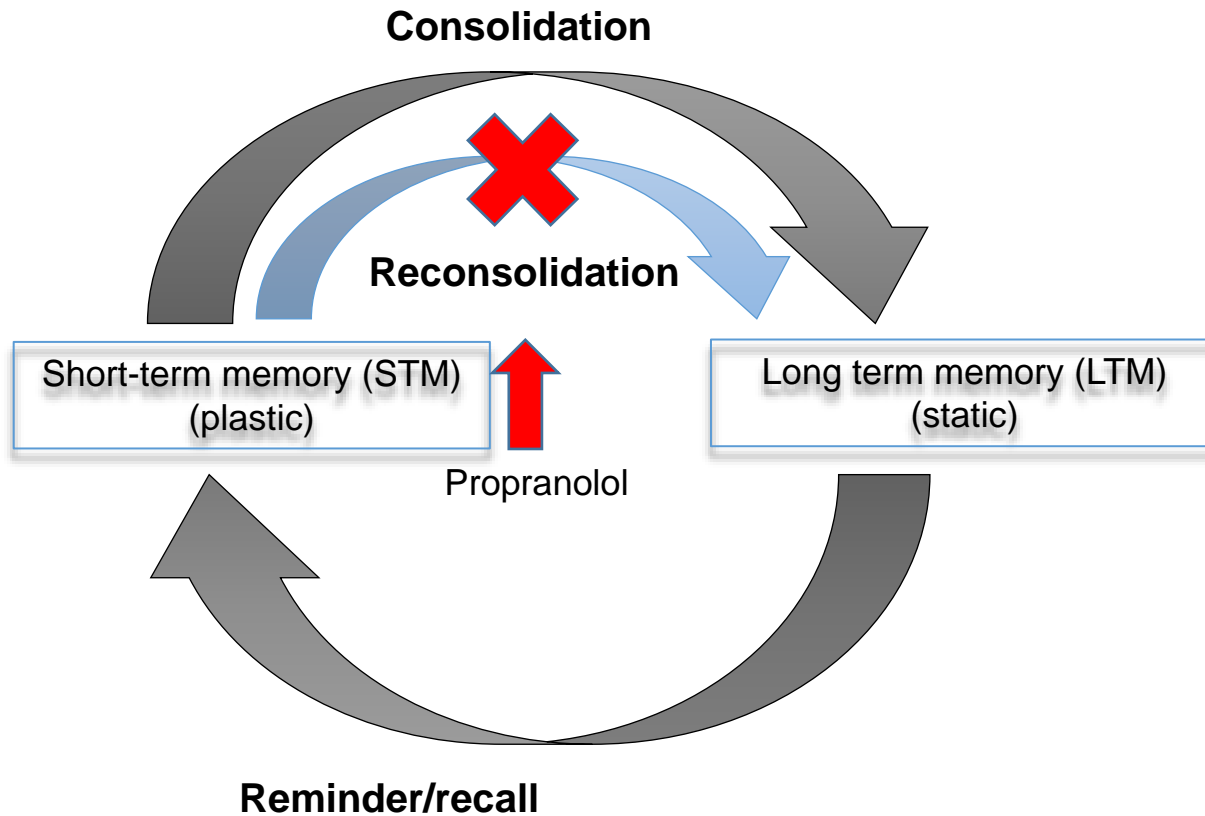 Consolidation
Reconsolidation
Short-term memory (STM)
(plastic)
Long term memory (LTM)
(static)
Propranolol
Reminder/recall